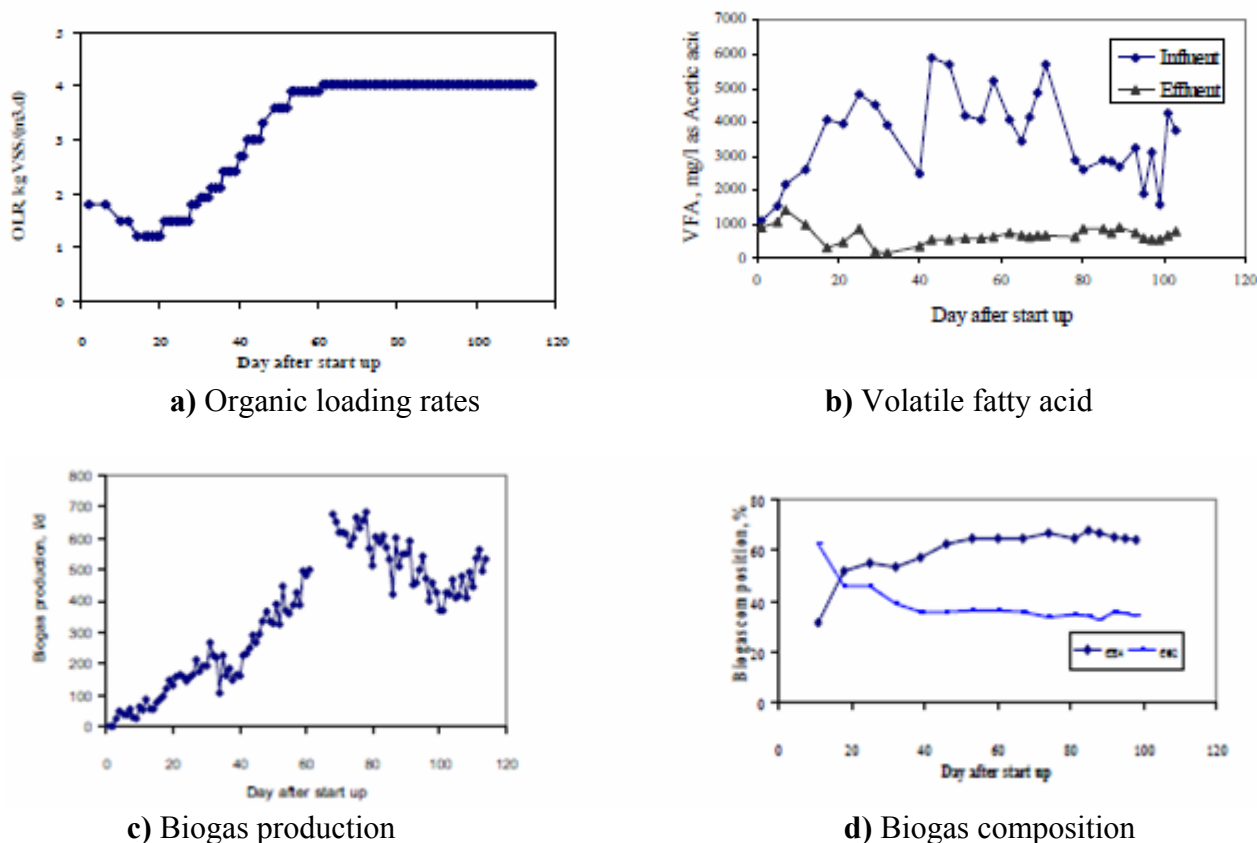 5
4
3
2
1
0
OLR, kg VSS/(m3.d)
0 20 40 60 80 100 120
Day after start up
a) Organic loading rates
7000
6000
5000
4000
3000
2000
1000
0
VFA, mg/l as Acetic acid
Influent
Effluent
0 20 40 60 80 100 120
Day after start up
b) Volatile fatty acid
800
700
600
500
400
300
200
100
0
Biogas production, l/d
0 20 40 60 80 100 120
Day after start up
c) Biogas production
80
60
40
20
0
Biogas composition, %
CH4
CO2
0 20 40 60 80 100 120
Day after start up
d) Biogas composition